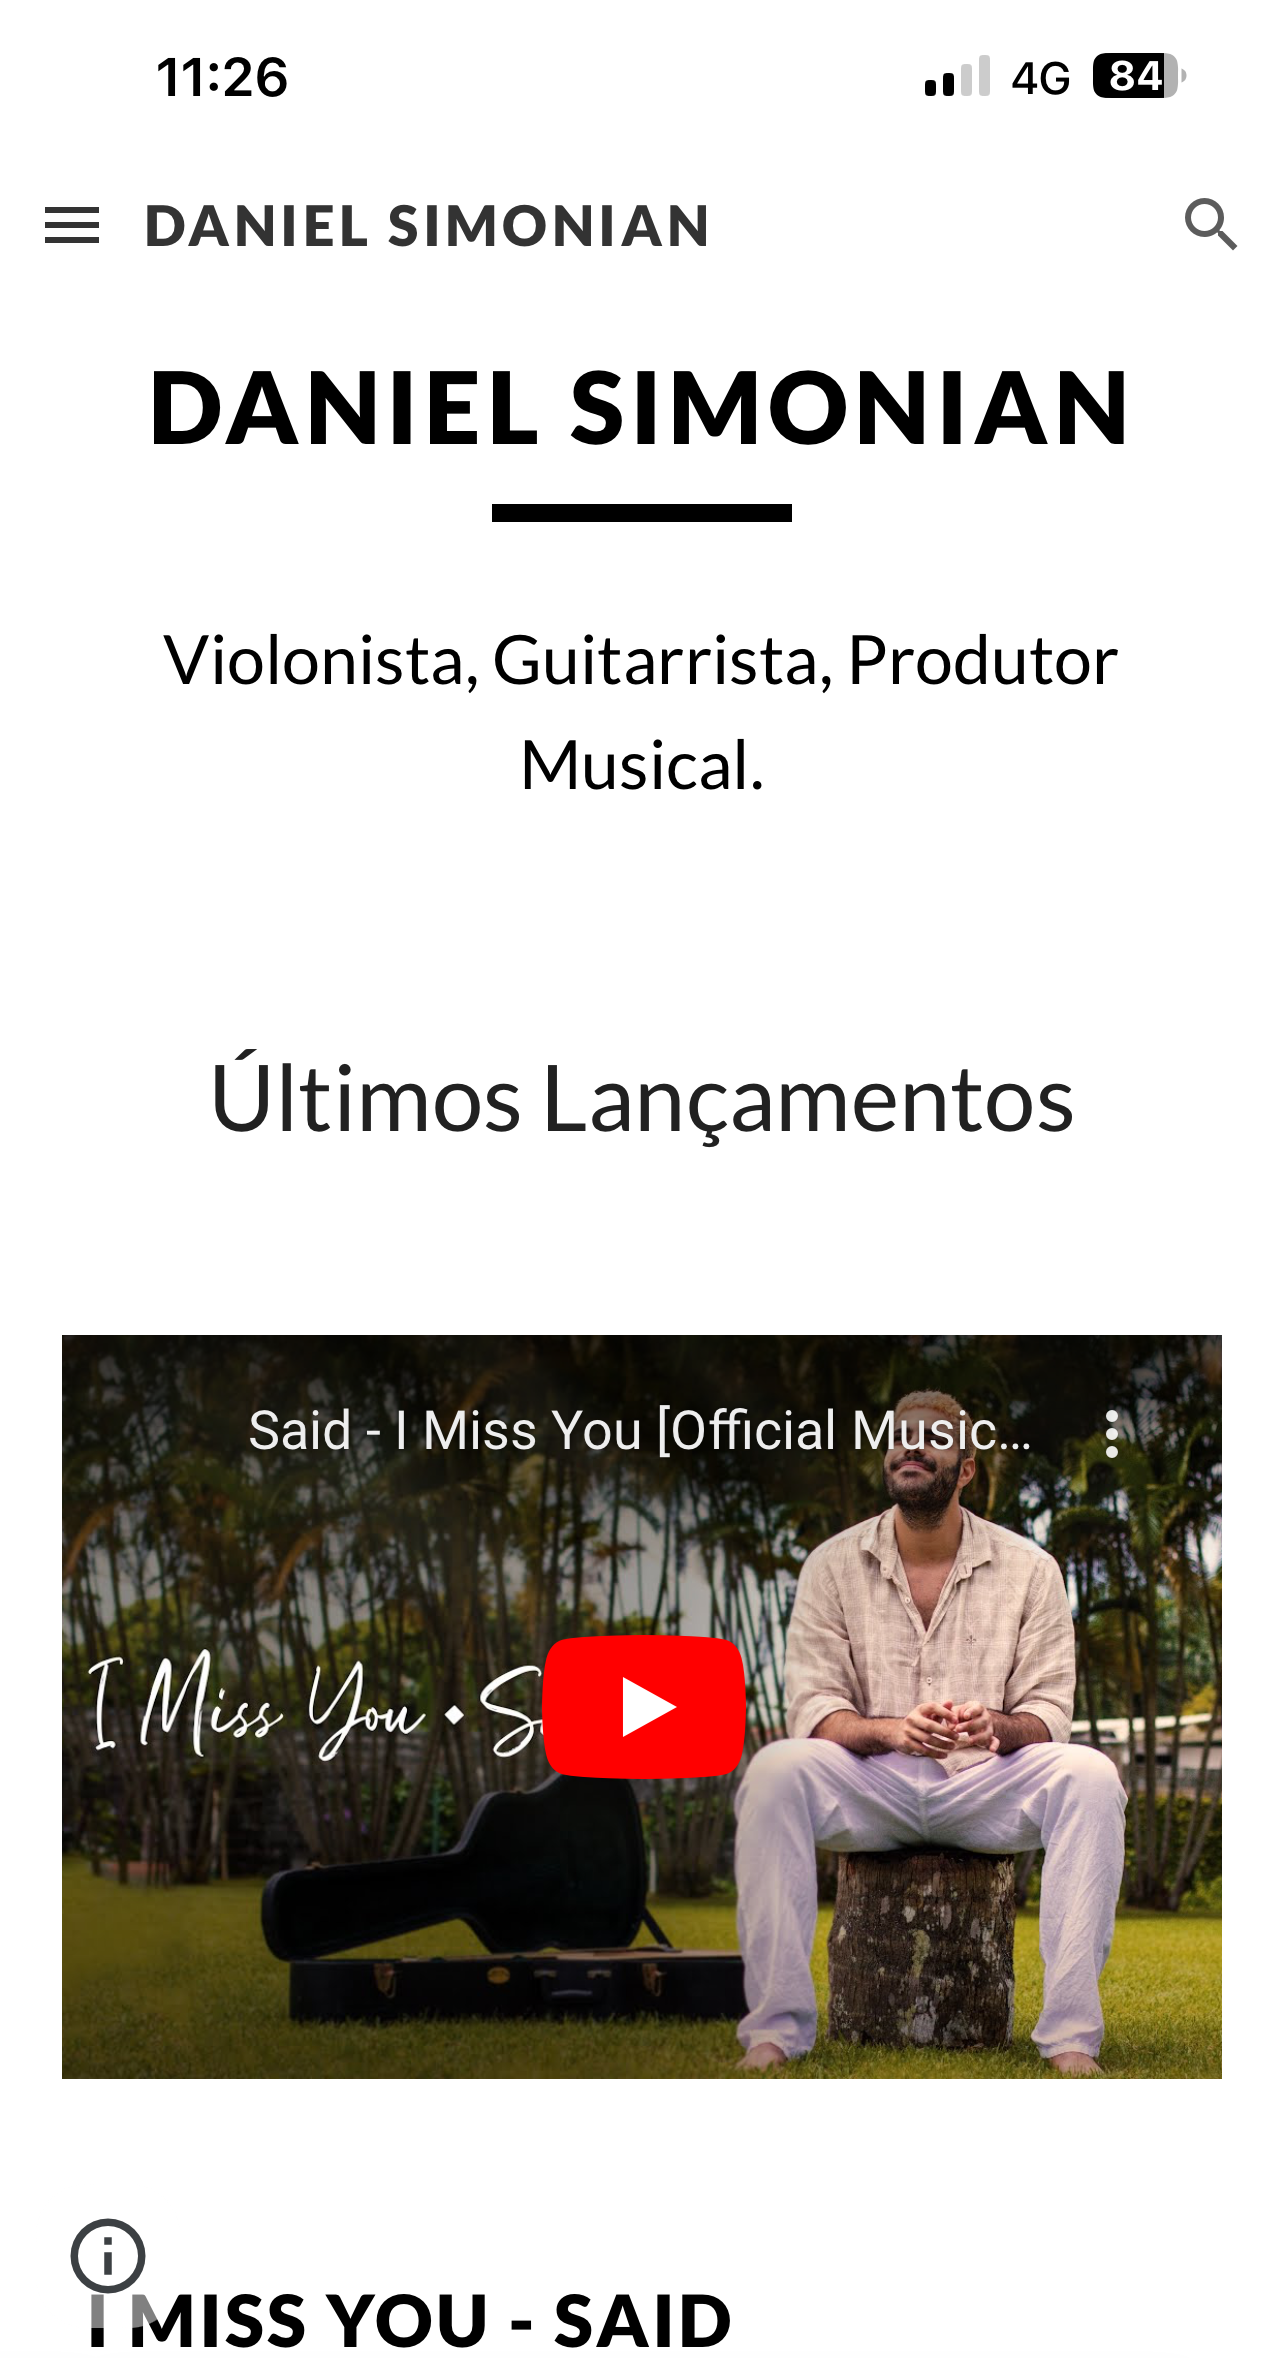 11:26
4G 84
DANIEL SIMONIAN
DANIEL SIMONIAN
Violonista, Guitarrista, Produtor
Musical.
Últimos Lançamentos
Said - I Miss You [Official Music...
I Miss You
I MISS YOU - SAID